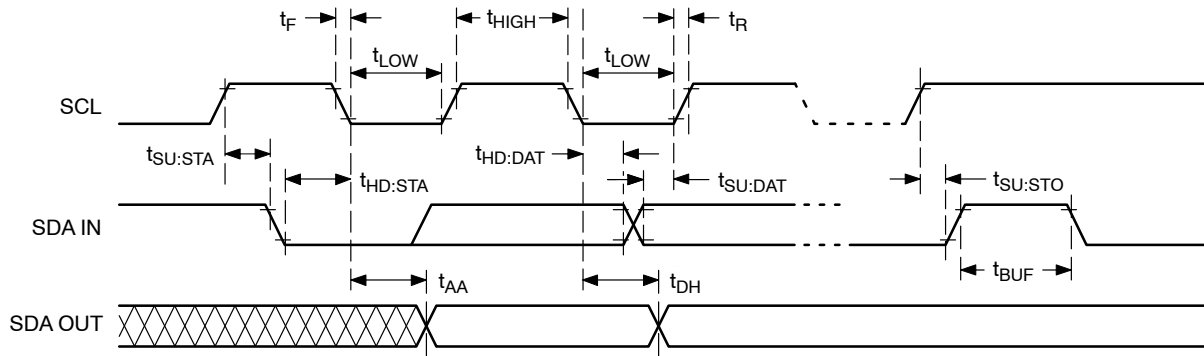 tF
tHIGH
tR
tLOW
tLOW
SCL
tSU:STA
tHD:DAT
tHD:STA
tSU:DAT
tSU:STO
SDA IN
tBUF
tAA
tDH
SDA OUT